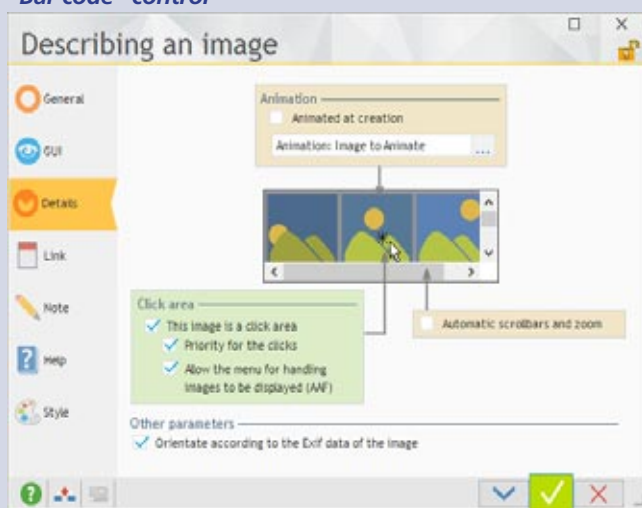 "Bar code" control
Describing an image
General
GUI
Details
Link
Note
Help
Style
Animation
Animated at creation
Animation: Image to Animate ...
Click area
This image is a click area
Priority for the clicks
Allow the menu for handling
images to be displayed (AAF)
Automatic scrollbars and zoom
Other parameters
Orientate according to the Exif data of the image